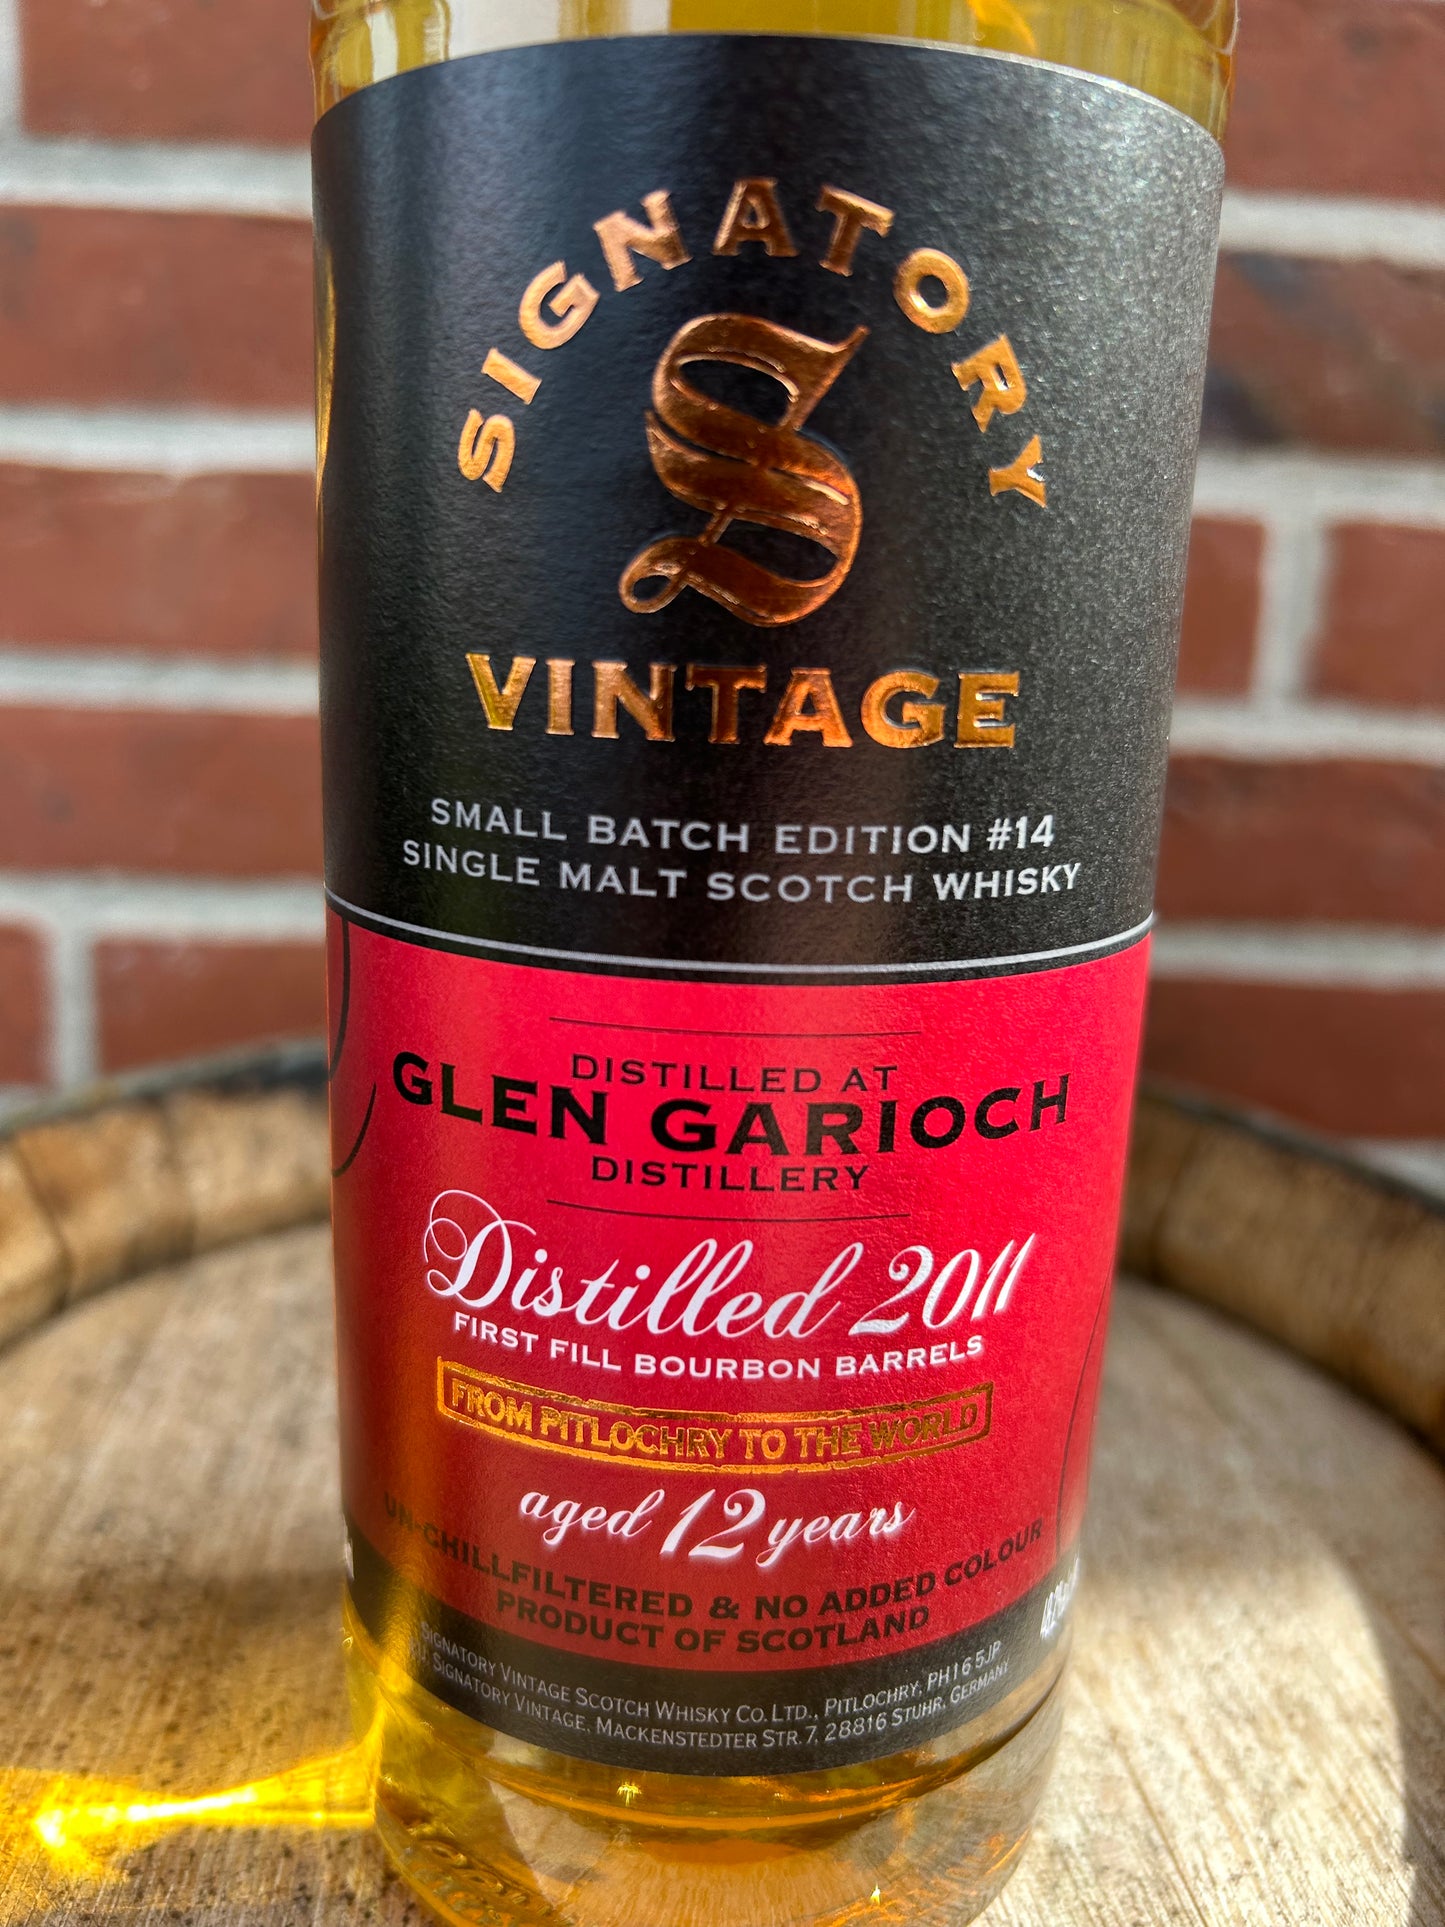 SIGNATORY
S
VINTAGE
SMALL BATCH EDITION #14
SINGLE MALT SCOTCH WHISKY
DISTILLED AT
GLEN GARIOCH
DISTILLERY
Distilled 2011
FIRST FILL BOURBON BARRELS
FROM PITLOCHRY TO THE WORLD
aged 12 years
UN-CHILLFILTERED & NO ADDED COLOUR
PRODUCT OF SCOTLAND
SIGNATORY VINTAGE SCOTCH WHISKY CO. LTD., PITLOCHRY, PH16 5JP
EU: SIGNATORY VINTAGE, MACKENSTEDTER STR. 7, 28816 STUHR, GERMANY